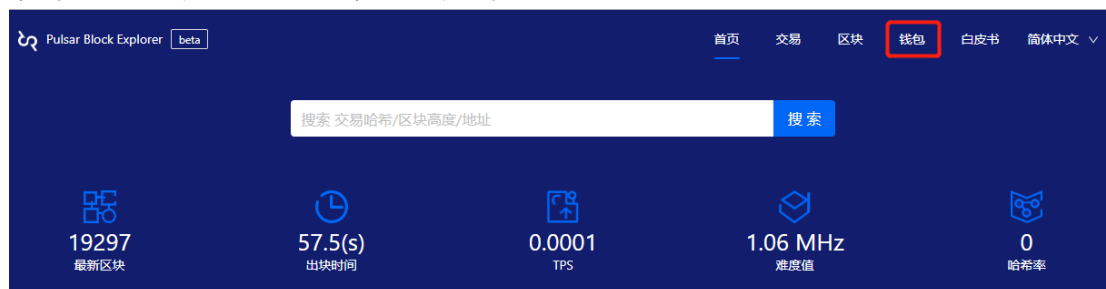 Pulsar Block Explorer beta 首页 交易 区块 钱包 白皮书 简体中文
搜索 交易哈希/区块高度/地址 搜 索
19297 57.5(s) 0.0001 1.06 MHz 0
最新区块 出块时间 TPS 难度值 哈希率